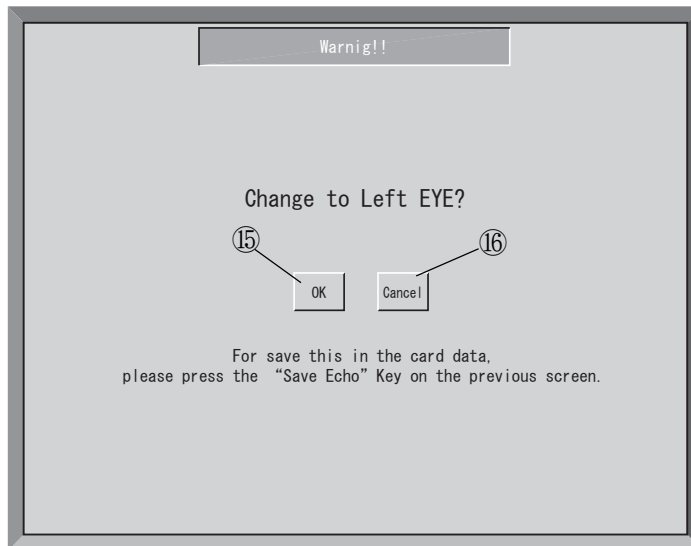 Warnig!!
Change to Left EYE?
⑮ ⑯
OK Cancel
For save this in the card data,
please press the “Save Echo” Key on the previous screen.